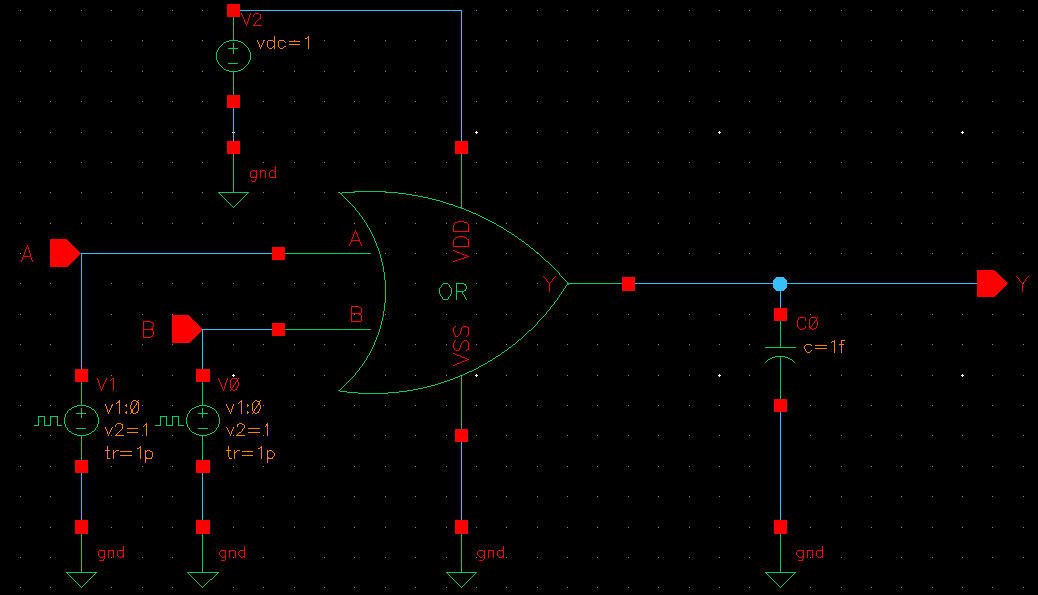 V2
vdc=1
gnd
A
A
VDD
Y
Y
OR
B
B
VSS
C0
c=1f
V1
v1:0
v2=1
tr=1p
V0
v1:0
v2=1
tr=1p
gnd
gnd
gnd
gnd